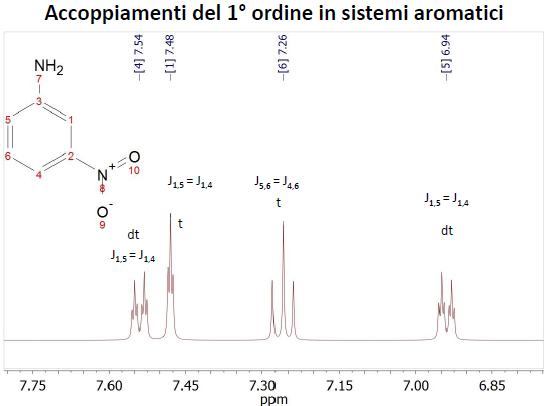 Accoppiamenti del 1° ordine in sistemi aromatici
[4] 7.54
[1] 7.48
[6] 7.26
[5] 6.94
NH2
7
3
5
1
6
2
4
N+
8
O
10
O-
9
J1,5 = J1,4
t
J5,6 = J4,6
t
J1,5 = J1,4
dt
dt
J1,5 = J1,4
7.75 7.60 7.45 7.30 7.15 7.00 6.85
ppm